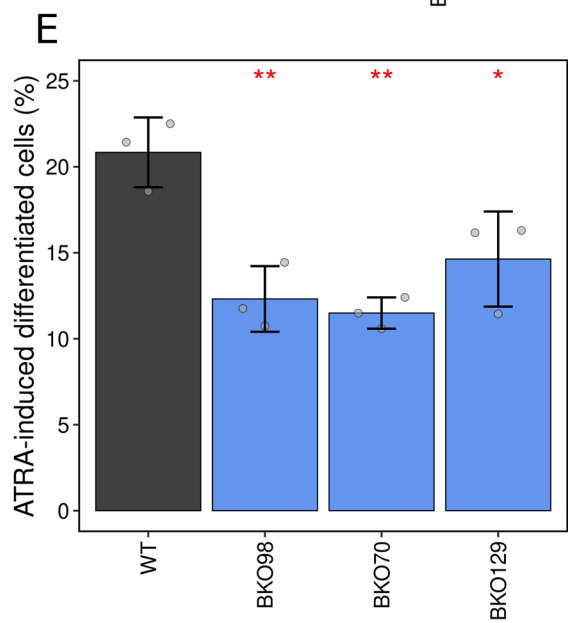 E
ATRA-induced differentiated cells (%)
25
20
15
10
5
0
** ** *
WT
BKO98
BKO70
BKO129